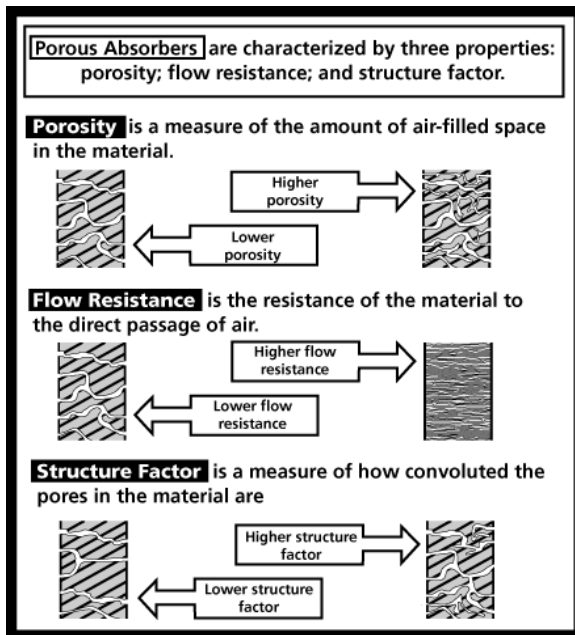 Porous Absorbers are characterized by three properties:
porosity; flow resistance; and structure factor.
Porosity is a measure of the amount of air-filled space
in the material.
Higher
porosity
Lower
porosity
Flow Resistance is the resistance of the material to
the direct passage of air.
Higher flow
resistance
Lower flow
resistance
Structure Factor is a measure of how convoluted the
pores in the material are
Higher structure
factor
Lower structure
factor